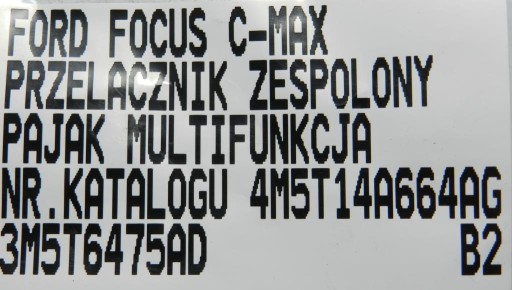 FORD FOCUS C-MAX
PRZELACZNIK ZESPOLONY
PAJAK MULTIFUNKCJA
NR.KATALOGU 4M5T14A664AG
3M5T6475AD B2